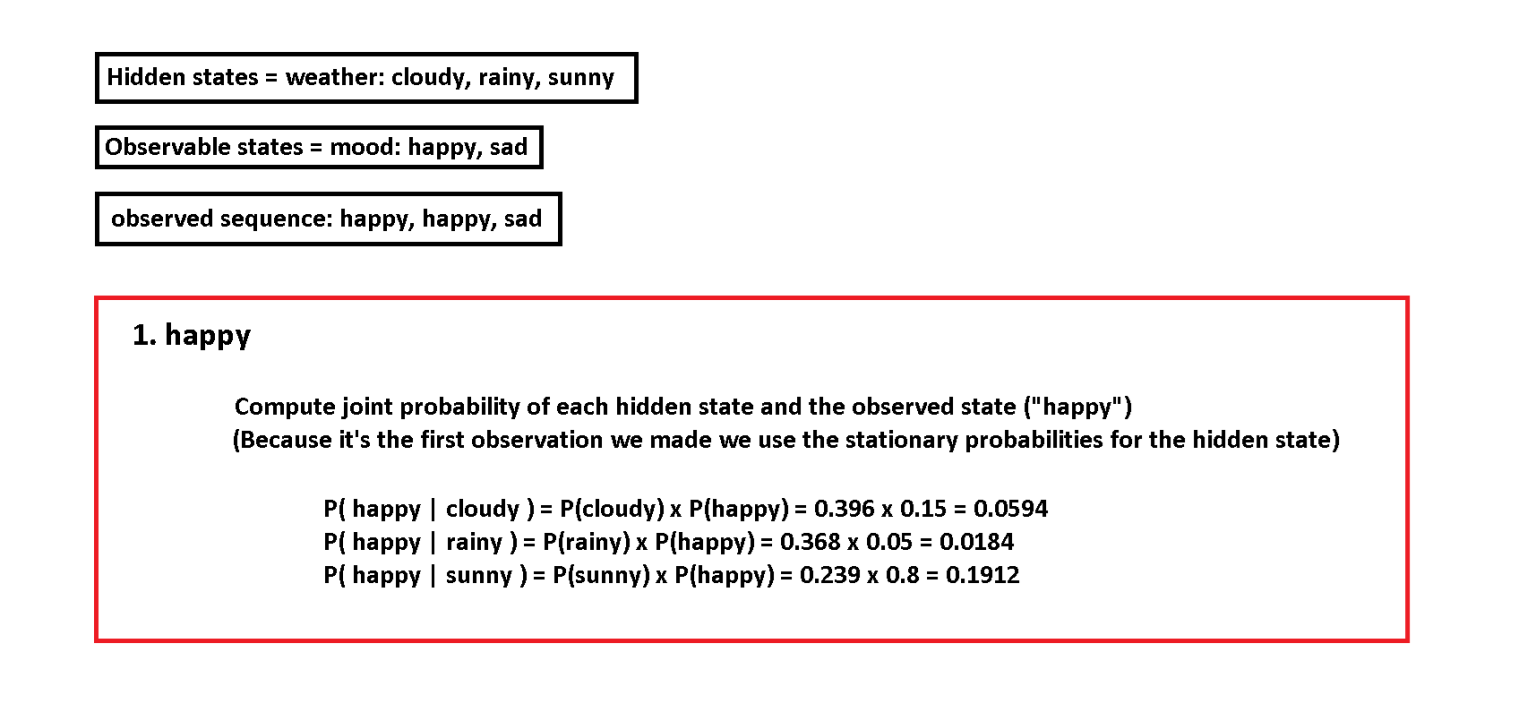 Hidden states = weather: cloudy, rainy, sunny
Observable states = mood: happy, sad
observed sequence: happy, happy, sad
1. happy
Compute joint probability of each hidden state and the observed state ("happy")
(Because it's the first observation we made we use the stationary probabilities for the hidden state)
P( happy | cloudy ) = P(cloudy) x P(happy) = 0.396 x 0.15 = 0.0594
P( happy | rainy ) = P(rainy) x P(happy) = 0.368 x 0.05 = 0.0184
P( happy | sunny ) = P(sunny) x P(happy) = 0.239 x 0.8 = 0.1912